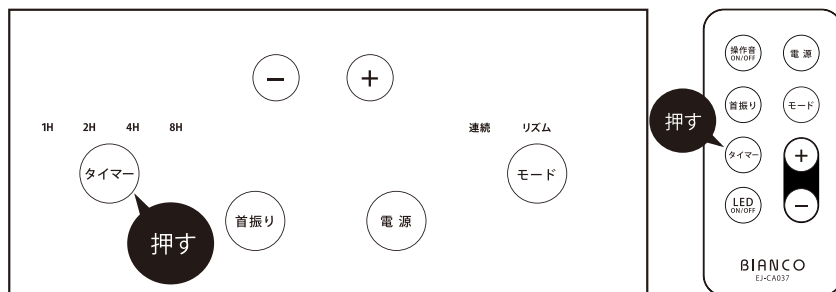 − +
1H 2H 4H 8H
連続 リズム
タイマー
モード
首振り
電源
押す
操作音
ON/OFF
電源
首振り
モード
押す
タイマー
+
LED
ON/OFF
−
BIANCO
EJ-CA037